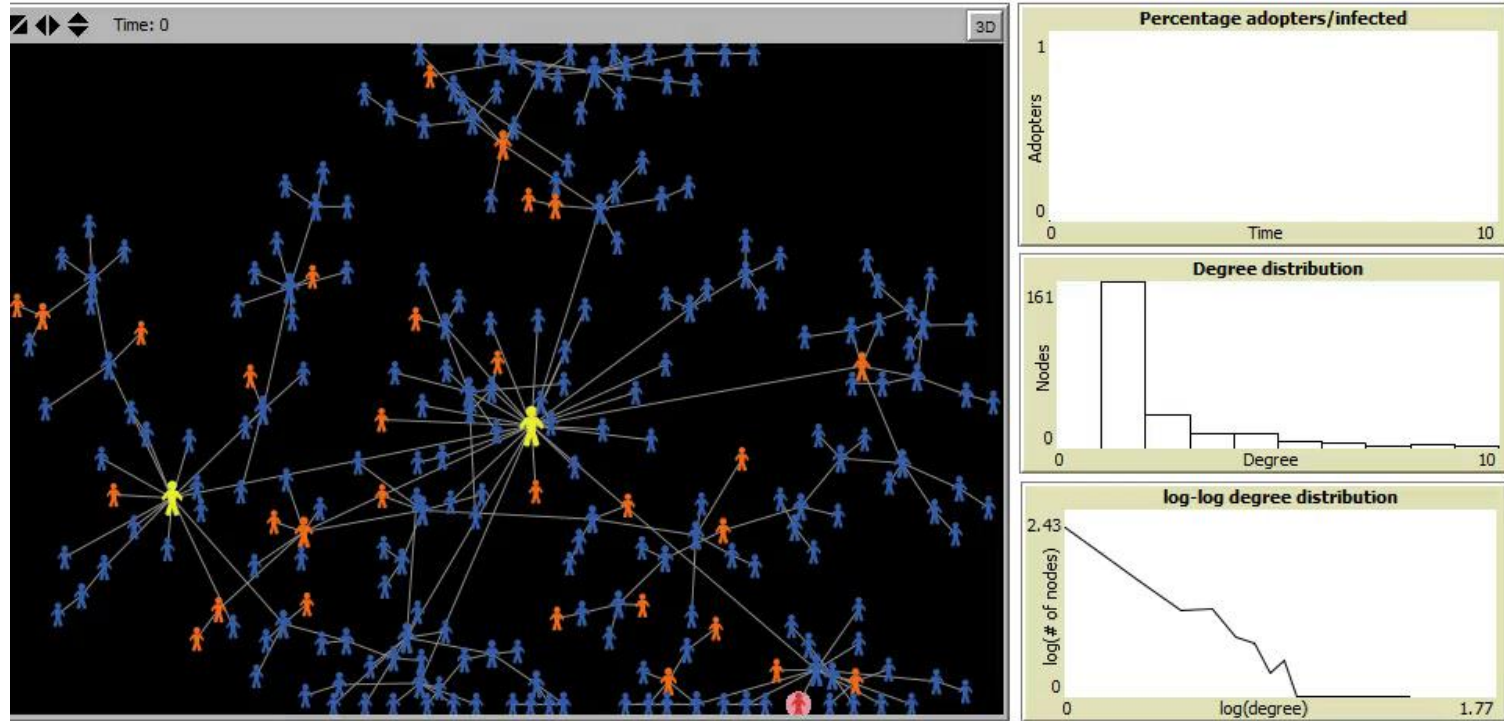 Time: 0
3D
Percentage adopters/infected
1
Adopters
0
0
Time
10
Degree distribution
161
Nodes
0
0
Degree
10
log-log degree distribution
2.43
log(# of nodes)
0
0
log(degree)
1.77